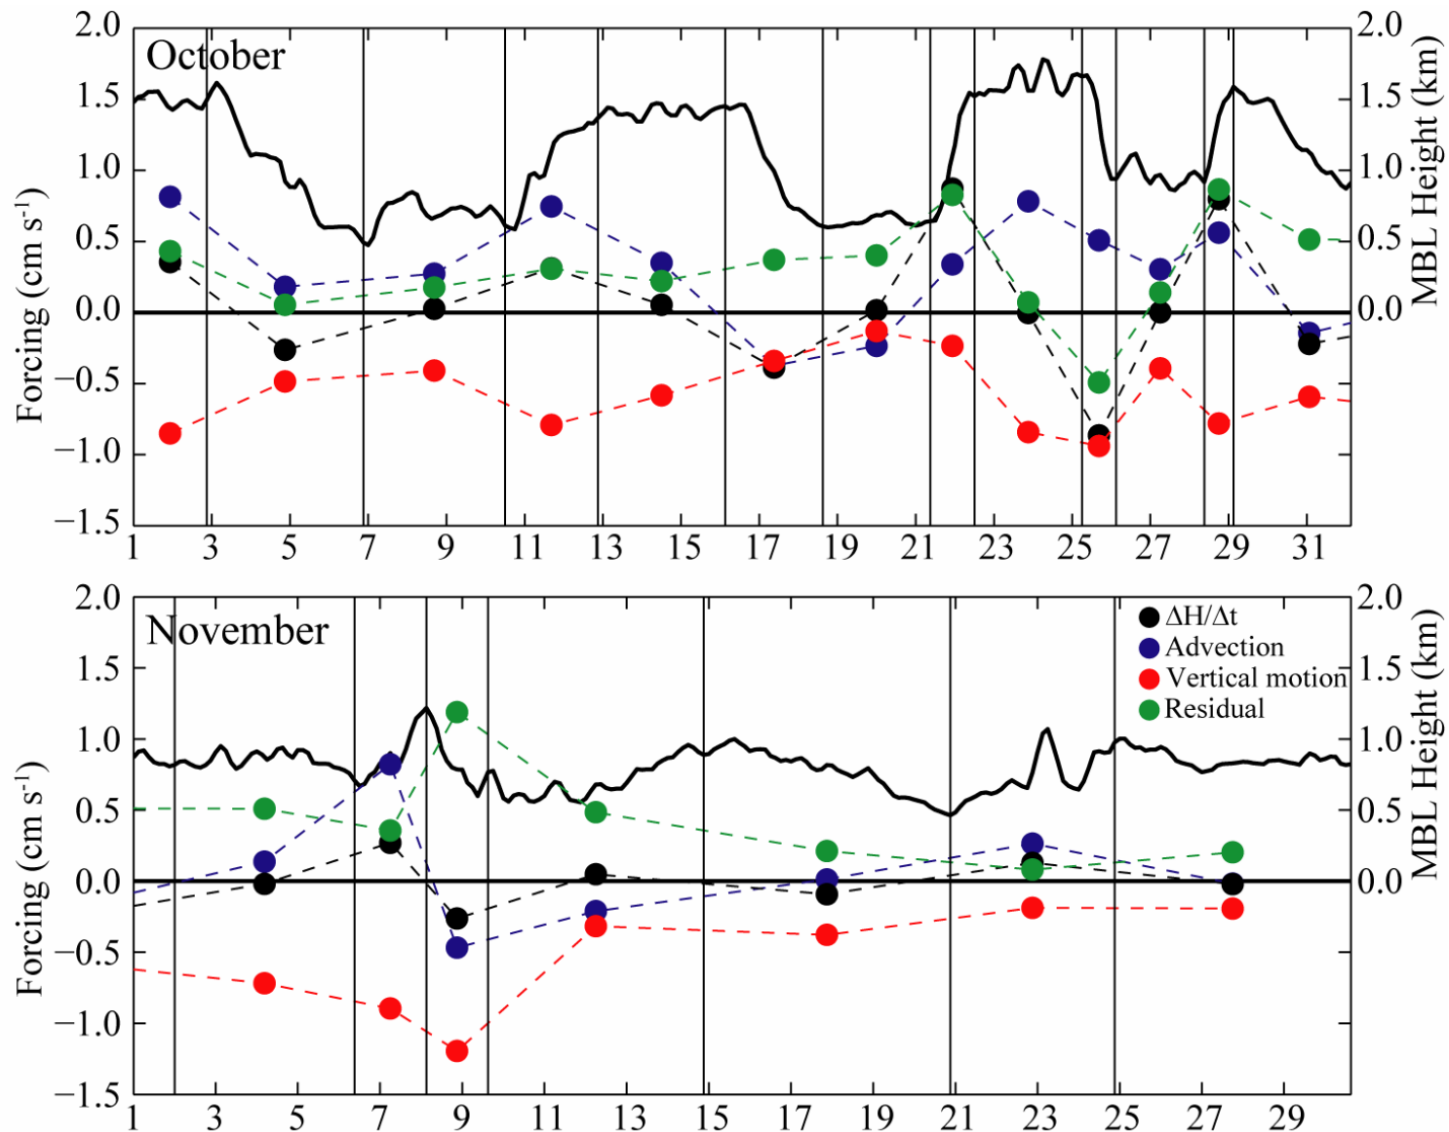 October
2.0
1.5
1.0
0.5
0.0
−0.5
−1.0
−1.5
Forcing (cm s⁻¹)
2.0
1.5
1.0
0.5
0.0
MBL Height (km)
1 3 5 7 9 11 13 15 17 19 21 23 25 27 29 31
November
2.0
1.5
1.0
0.5
0.0
−0.5
−1.0
−1.5
Forcing (cm s⁻¹)
ΔH/Δt
Advection
Vertical motion
Residual
2.0
1.5
1.0
0.5
0.0
MBL Height (km)
1 3 5 7 9 11 13 15 17 19 21 23 25 27 29